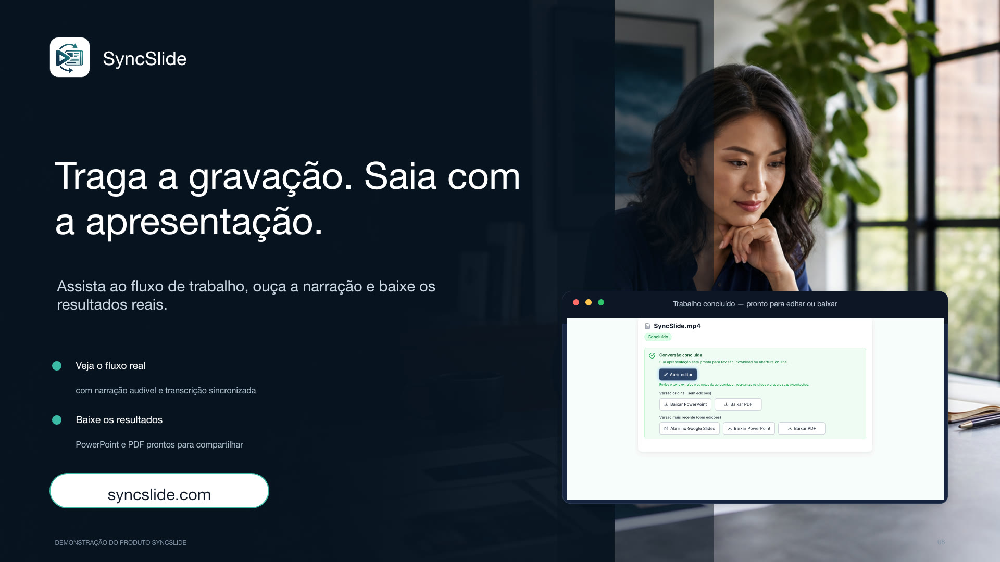 SyncSlide
Traga a gravação. Saia com
a apresentação.
Assista ao fluxo de trabalho, ouça a narração e baixe os
resultados reais.
Veja o fluxo real
com narração audível e transcrição sincronizada
Baixe os resultados
PowerPoint e PDF prontos para compartilhar
syncslide.com
DEMONSTRAÇÃO DO PRODUTO SYNCSLIDE
Trabalho concluído — pronto para editar ou baixar
SyncSlide.mp4
Concluído
Conversão concluída
Sua apresentação está pronta para revisão, download ou abertura on-line.
Abrir editor
Revise o texto extraído e as notas do apresentador, reorganize os slides e prepare suas exportações.
Versão original (sem edições)
Baixar PowerPoint
Baixar PDF
Versão mais recente (com edições)
Abrir no Google Slides
Baixar PowerPoint
Baixar PDF
08